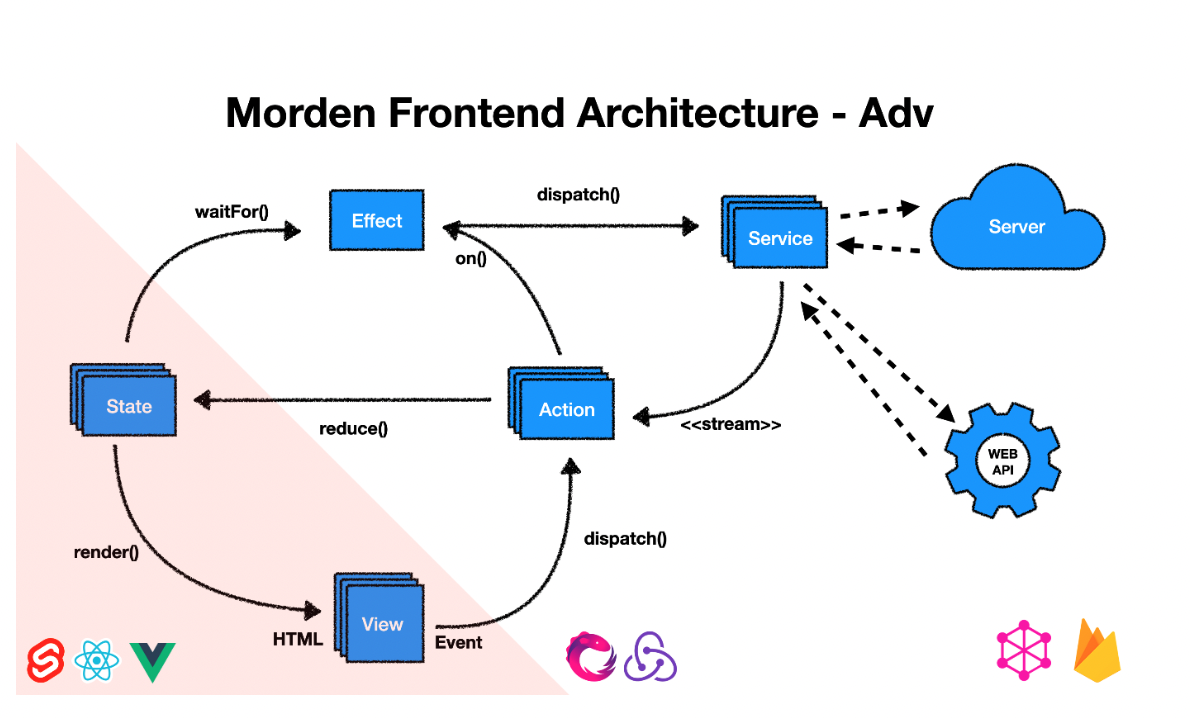 Morden Frontend Architecture - Adv
waitFor()
Effect
dispatch()
on()
Service
Server
State
reduce()
Action
<<stream>>
WEB
API
render()
dispatch()
HTML
View
Event